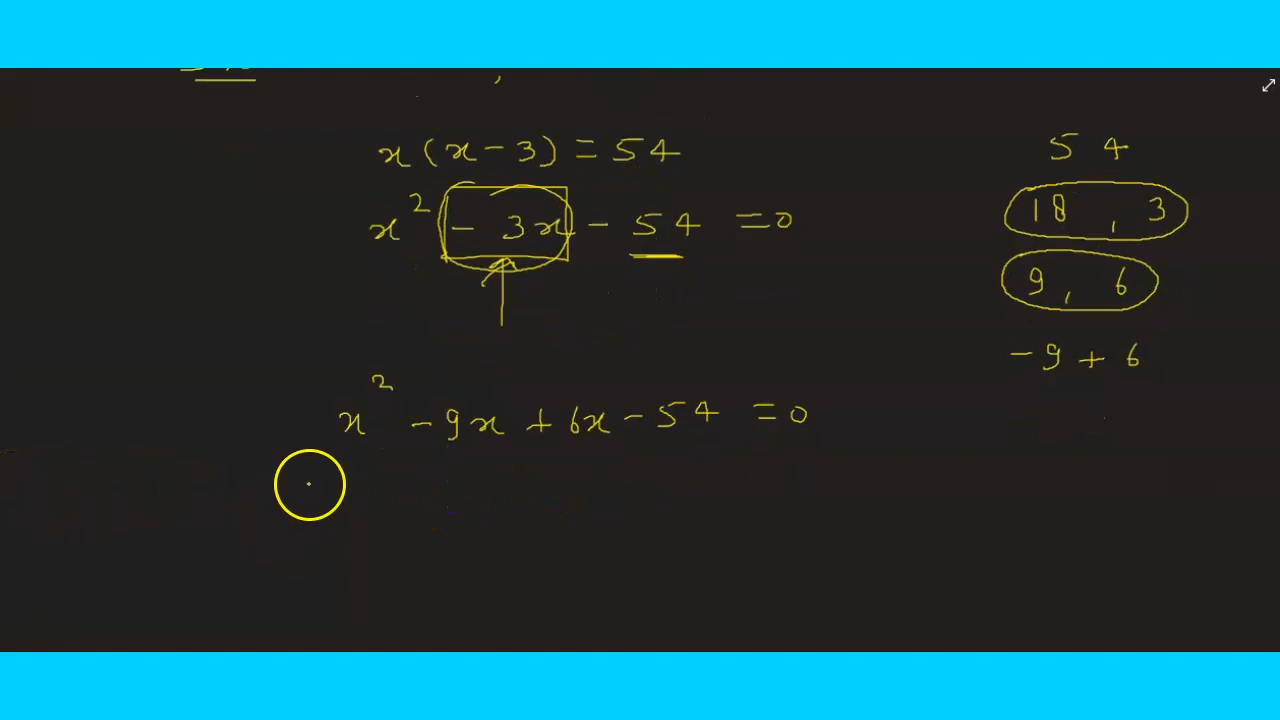 x(x-3) = 54
x² - 3x - 54 = 0
x² - 9x + 6x - 54 = 0
54
18, 3
9, 6
-9 + 6